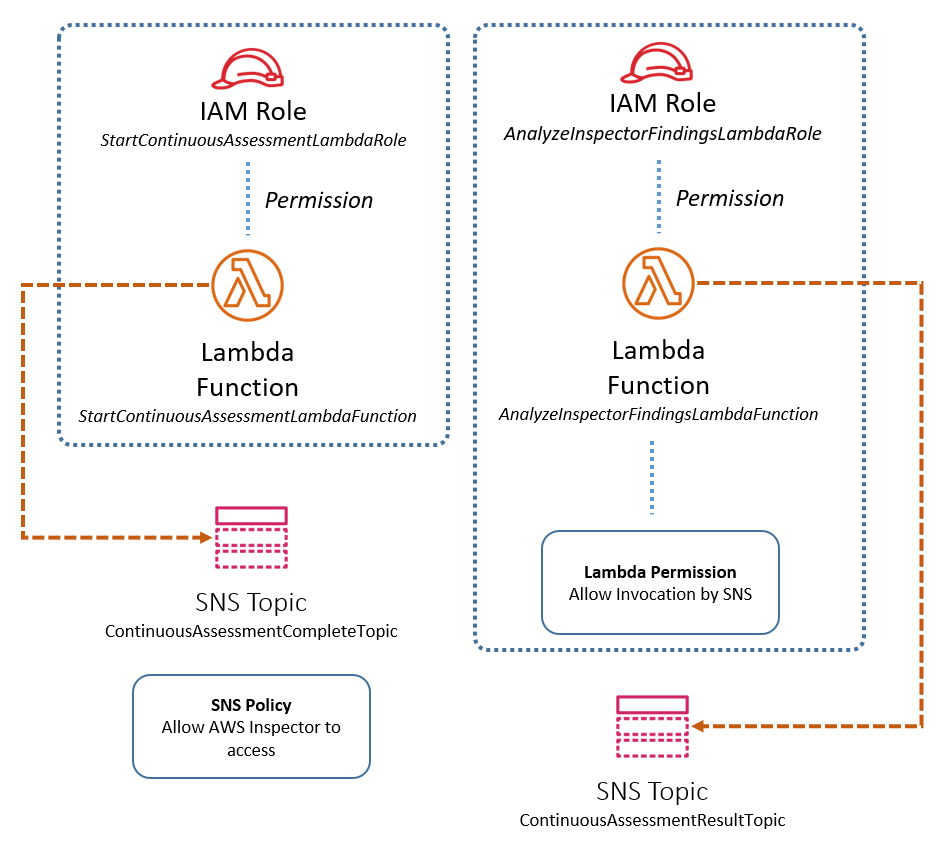 IAM Role
StartContinuousAssessmentLambdaRole
Permission
Lambda
Function
StartContinuousAssessmentLambdaFunction
SNS Topic
ContinuousAssessmentCompleteTopic
SNS Policy
Allow AWS Inspector to
access
IAM Role
AnalyzeInspectorFindingsLambdaRole
Permission
Lambda
Function
AnalyzeInspectorFindingsLambdaFunction
Lambda Permission
Allow Invocation by SNS
SNS Topic
ContinuousAssessmentResultTopic